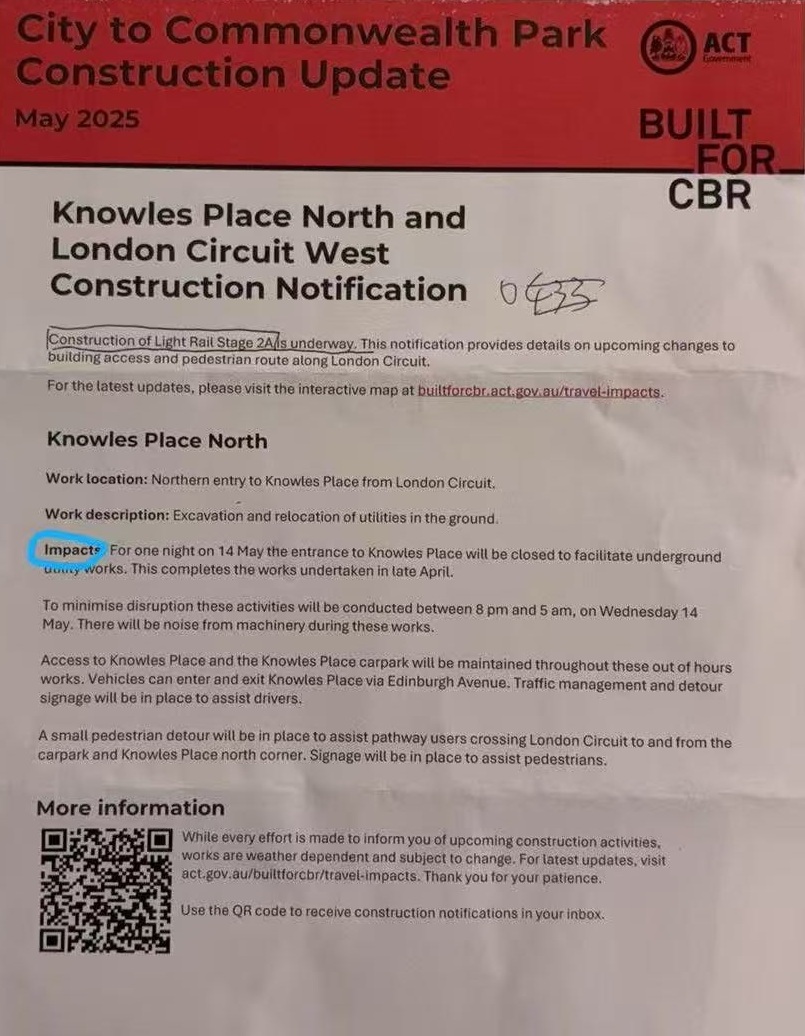 City to Commonwealth Park
Construction Update
May 2025
ACT
Government
BUILT
FOR
CBR
Knowles Place North and
London Circuit West
Construction Notification
Construction of Light Rail Stage 2A is underway. This notification provides details on upcoming changes to
building access and pedestrian route along London Circuit.
For the latest updates, please visit the interactive map at builtforcbr.act.gov.au/travel-impacts.
Knowles Place North
Work location: Northern entry to Knowles Place from London Circuit.
Work description: Excavation and relocation of utilities in the ground.
Impacts: For one night on 14 May the entrance to Knowles Place will be closed to facilitate underground
utility works. This completes the works undertaken in late April.
To minimise disruption these activities will be conducted between 8 pm and 5 am, on Wednesday 14
May. There will be noise from machinery during these works.
Access to Knowles Place and the Knowles Place carpark will be maintained throughout these out of hours
works. Vehicles can enter and exit Knowles Place via Edinburgh Avenue. Traffic management and detour
signage will be in place to assist drivers.
A small pedestrian detour will be in place to assist pathway users crossing London Circuit to and from the
carpark and Knowles Place north corner. Signage will be in place to assist pedestrians.
More information
While every effort is made to inform you of upcoming construction activities,
works are weather dependent and subject to change. For latest updates, visit
act.gov.au/builtforcbr/travel-impacts. Thank you for your patience.
Use the QR code to receive construction notifications in your inbox.